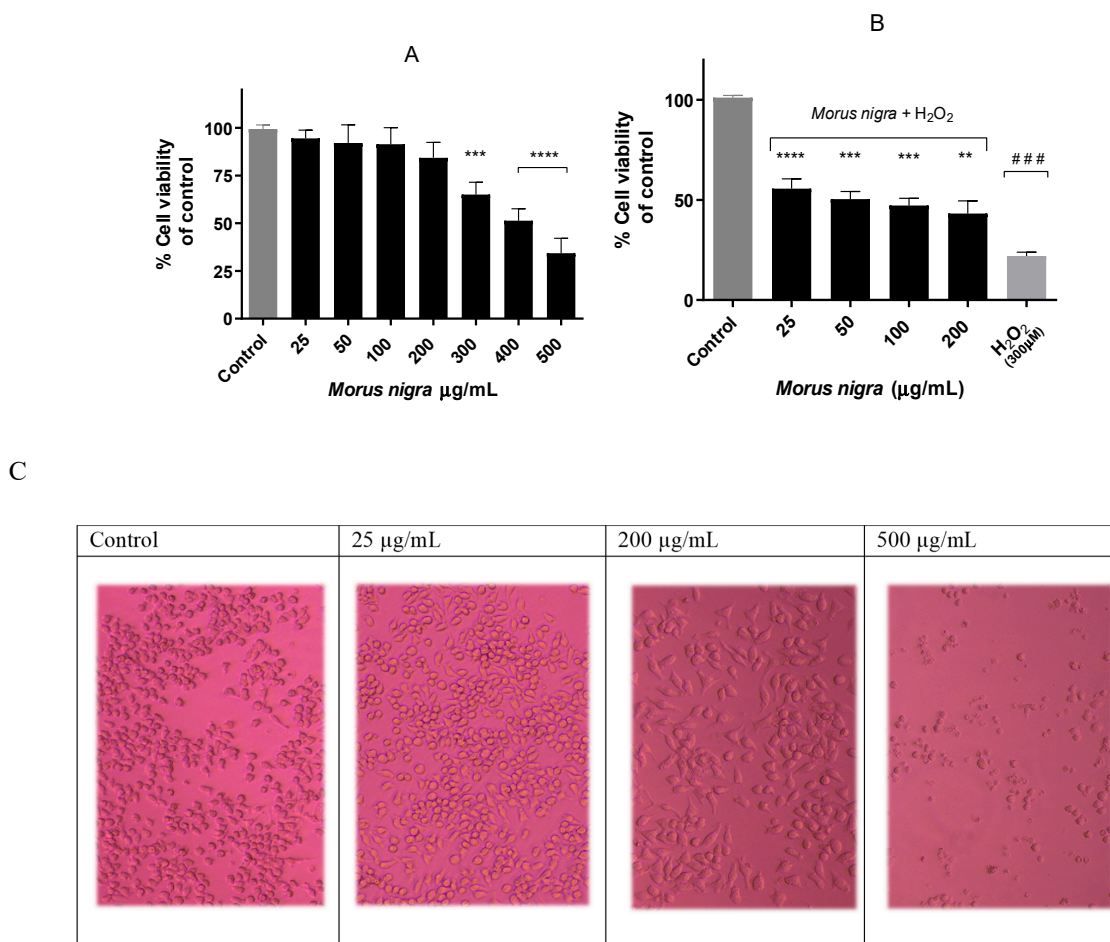 A
% Cell viability
of control
100
75
50
25
0
***
****
Control
25
50
100
200
300
400
500
Morus nigra µg/mL
B
% Cell viability
of control
100
50
0
Morus nigra + H₂O₂
****
***
***
**
###
Control
25
50
100
200
H₂O₂
(300µM)
Morus nigra (µg/mL)
C
Control
25 µg/mL
200 µg/mL
500 µg/mL